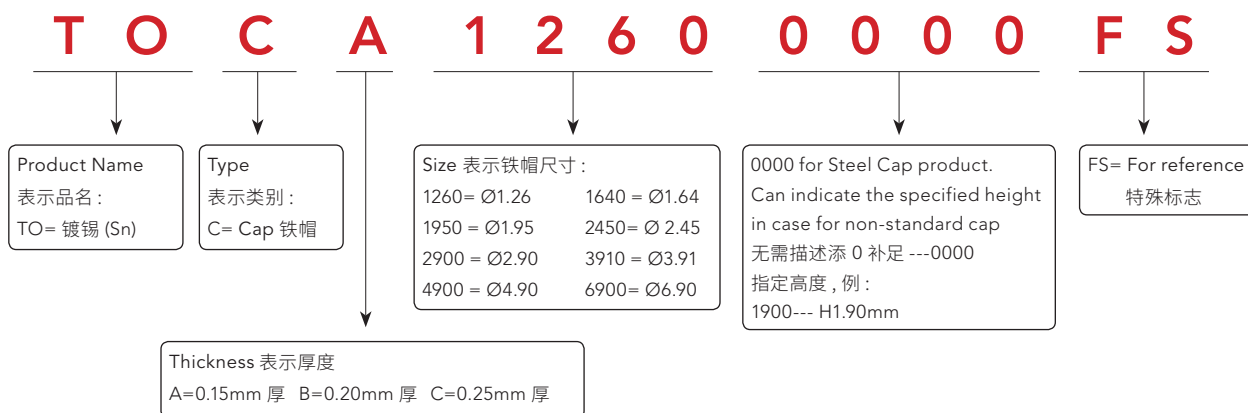 T O C A 1 2 6 0 0 0 0 0 F S
Product Name
表示品名 :
TO= 镀锡 (Sn)
Type
表示类别 :
C= Cap 铁帽
Size 表示铁帽尺寸 :
1260= Ø1.26 1640 = Ø1.64
1950 = Ø1.95 2450= Ø 2.45
2900 = Ø2.90 3910 = Ø3.91
4900 = Ø4.90 6900= Ø6.90
0000 for Steel Cap product.
Can indicate the specified height
in case for non-standard cap
无需描述添 0 补足 ---0000
指定高度 , 例 :
1900--- H1.90mm
FS= For reference
特殊标志
Thickness 表示厚度
A=0.15mm 厚 B=0.20mm 厚 C=0.25mm 厚